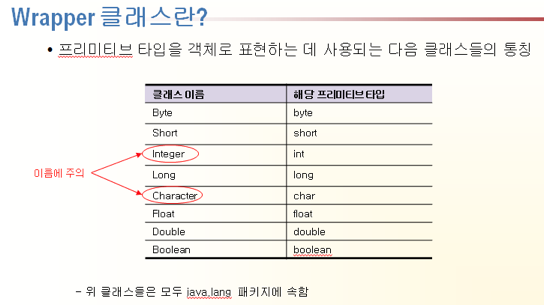 Wrapper 클래스란?
• 프리미티브 타입을 객체로 표현하는 데 사용되는 다음 클래스들의 통칭
클래스 이름 해당 프리미티브 타입
Byte byte
Short short
Integer int
이름에 주의
Long long
Character char
Float float
Double double
Boolean boolean
- 위 클래스들은 모두 java.lang 패키지에 속함